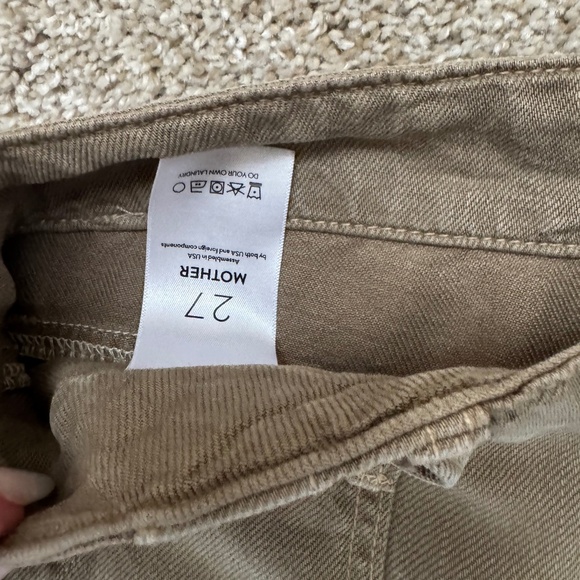 27
MOTHER
Assembled in USA
by both USA and foreign components
DO YOUR OWN LAUNDRY